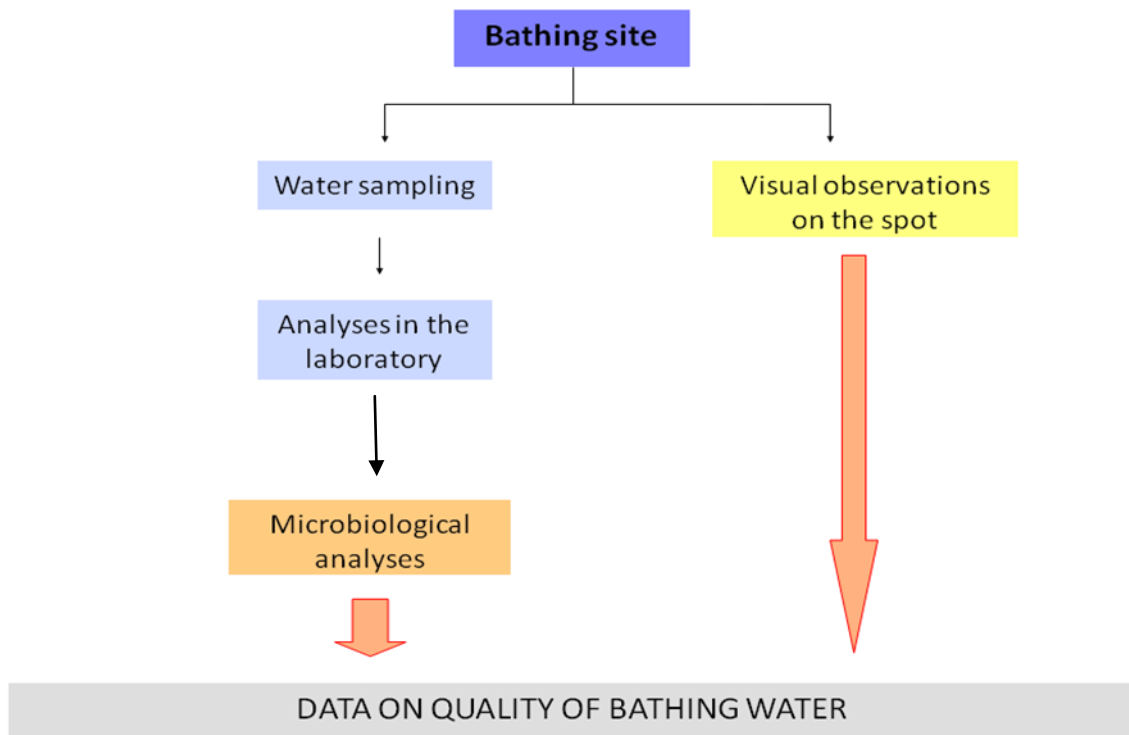 Bathing site
Water sampling
Visual observations
on the spot
Analyses in the
laboratory
Microbiological
analyses
DATA ON QUALITY OF BATHING WATER